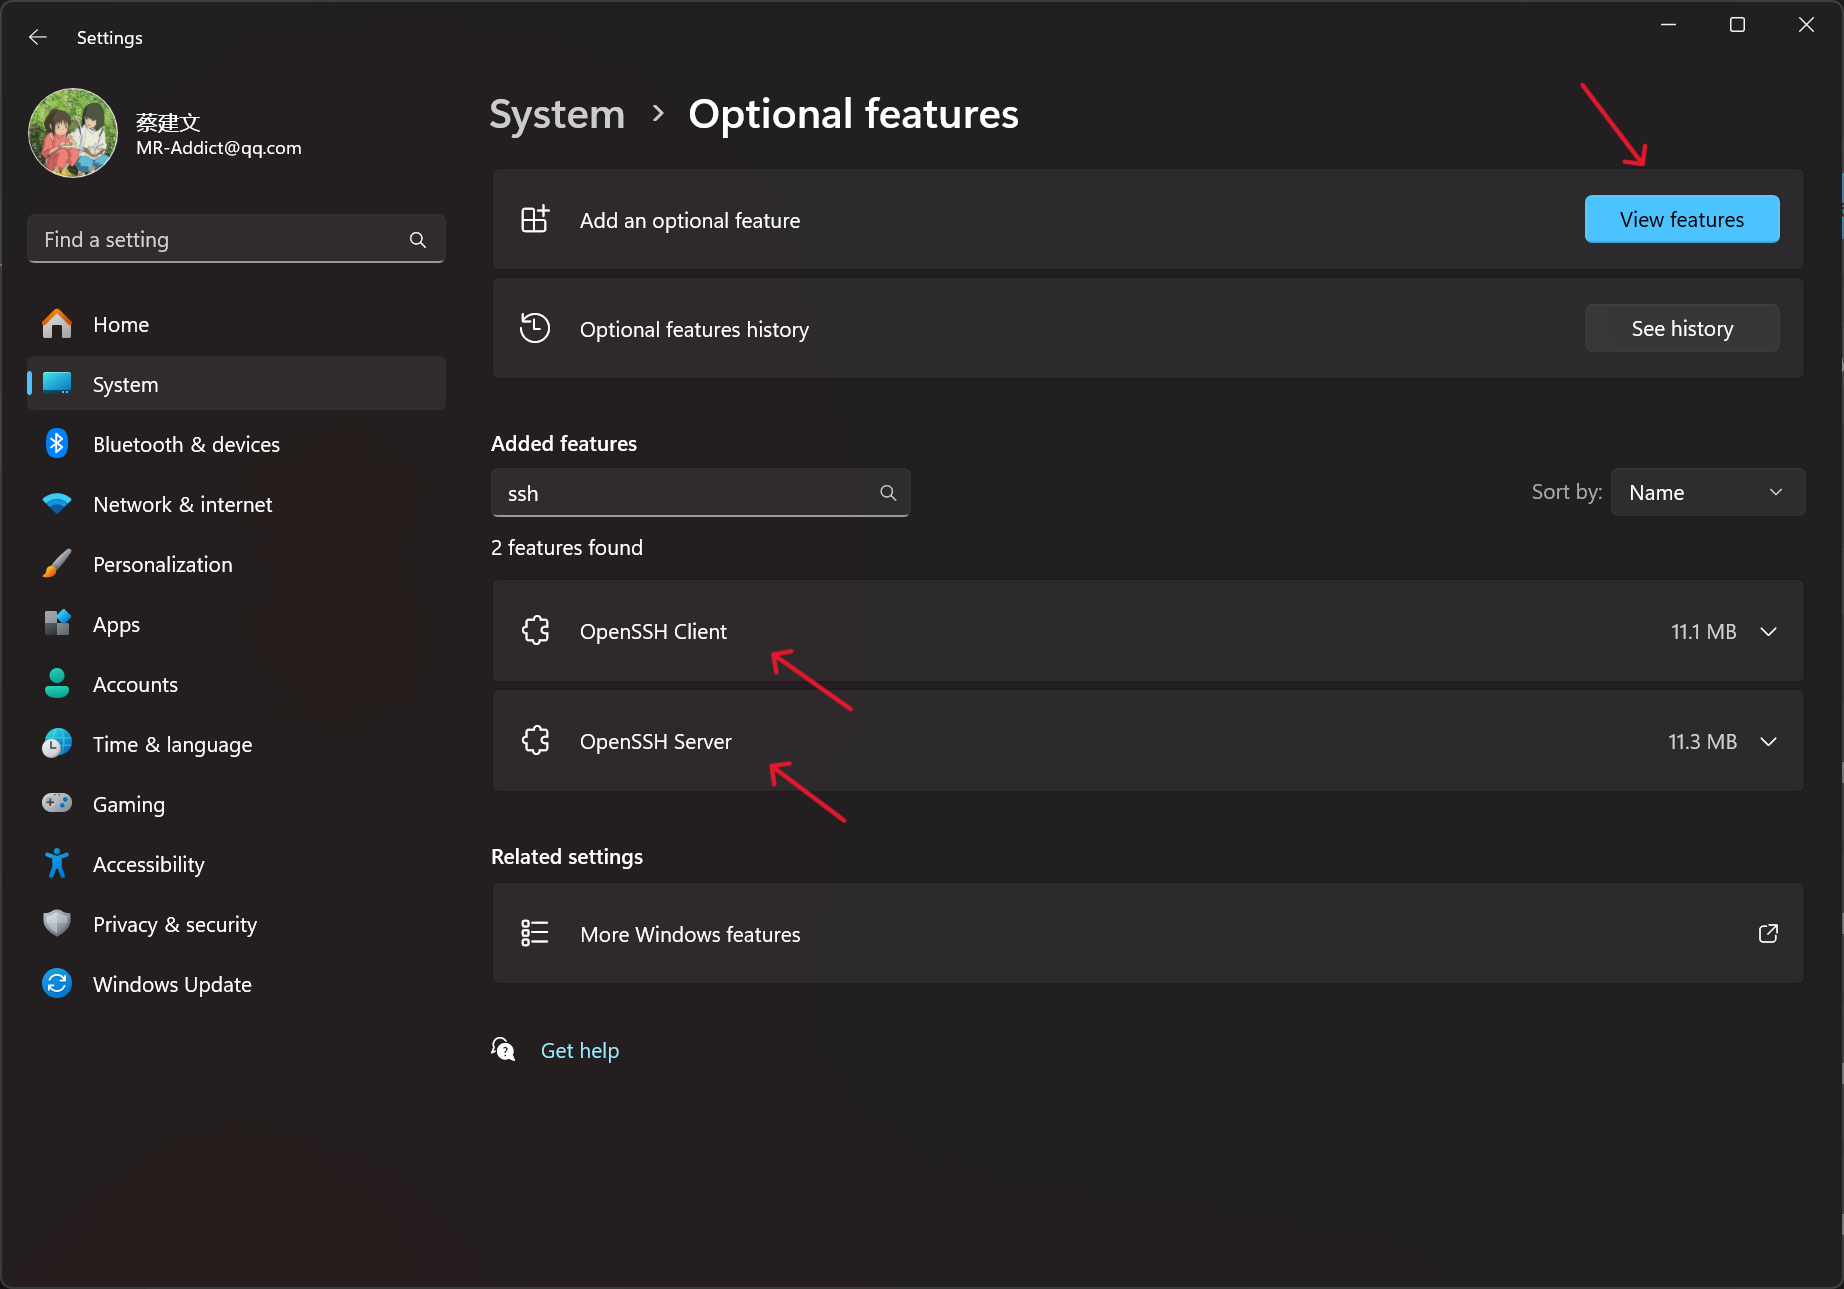 Settings
蔡建文
MR-Addict@qq.com
Find a setting
Home
System
Bluetooth & devices
Network & internet
Personalization
Apps
Accounts
Time & language
Gaming
Accessibility
Privacy & security
Windows Update
System > Optional features
Add an optional feature
View features
Optional features history
See history
Added features
ssh
Sort by: Name
2 features found
OpenSSH Client
11.1 MB
OpenSSH Server
11.3 MB
Related settings
More Windows features
Get help